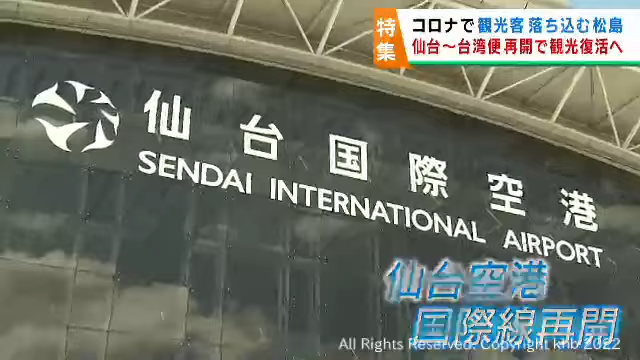 特集
コロナで観光客 落ち込む松島
仙台～台湾便 再開で観光復活へ
仙台国際空港
SENDAI INTERNATIONAL AIRPORT
仙台空港
国際線再開
All Rights Reserved. Copyright khb 2022